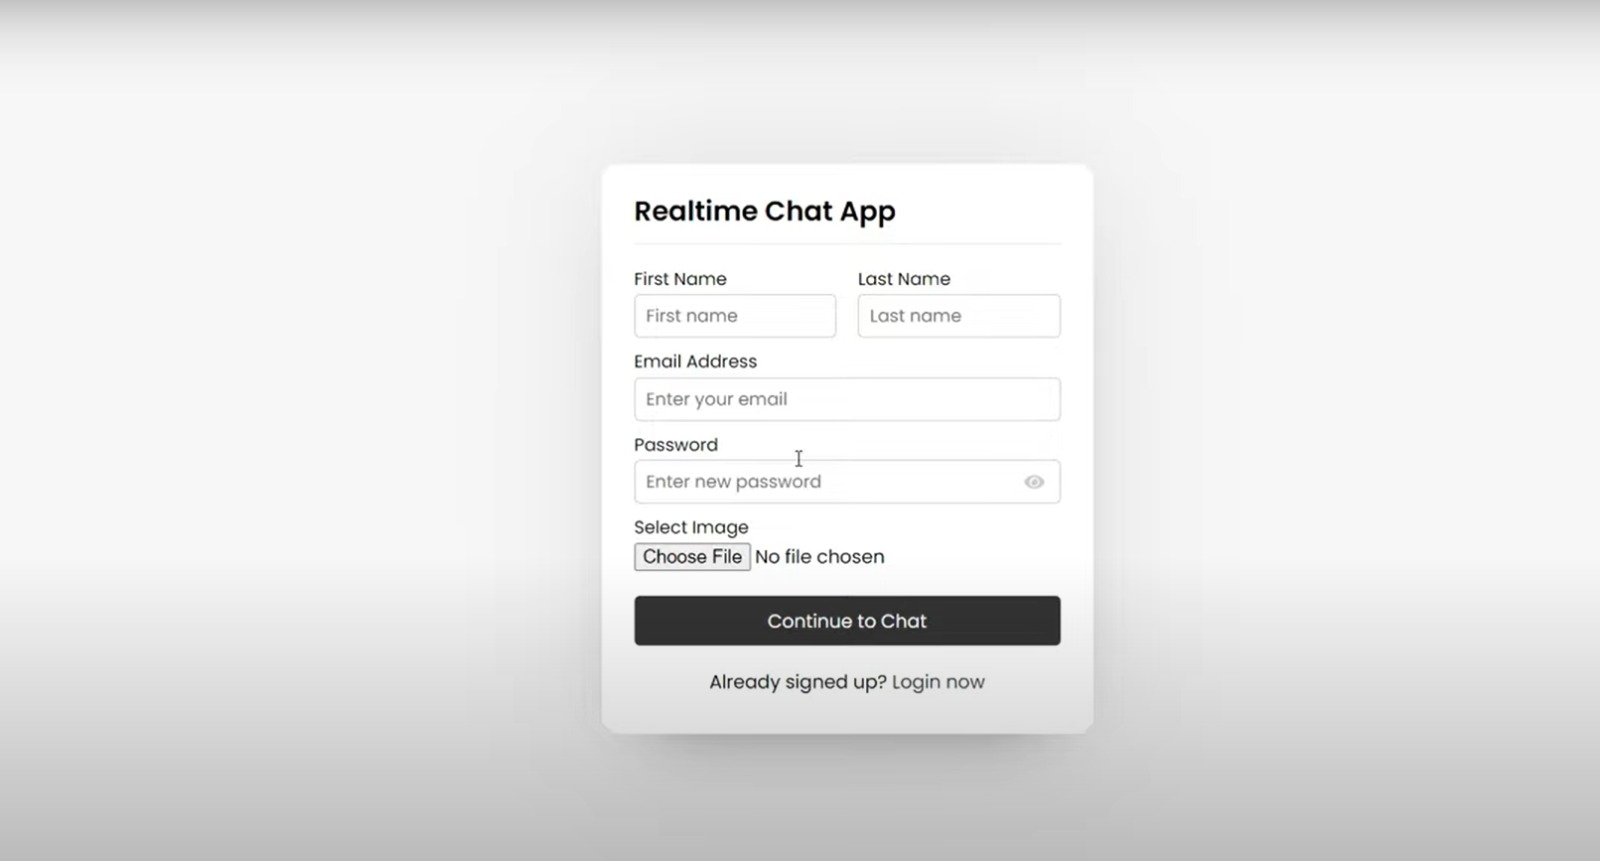 Realtime Chat App
First Name Last Name
First name Last name
Email Address
Enter your email
Password
Enter new password
Select Image
Choose File No file chosen
Continue to Chat
Already signed up? Login now